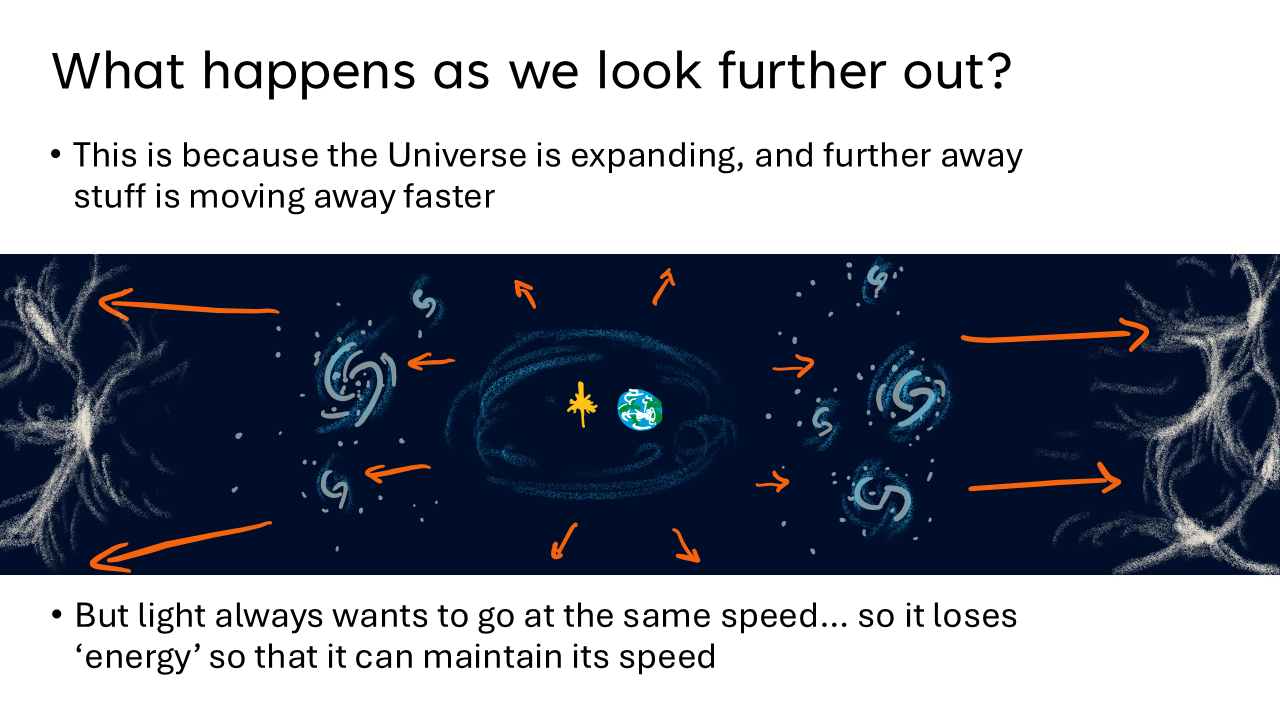 What happens as we look further out?
• This is because the Universe is expanding, and further away
stuff is moving away faster
• But light always wants to go at the same speed... so it loses
‘energy’ so that it can maintain its speed